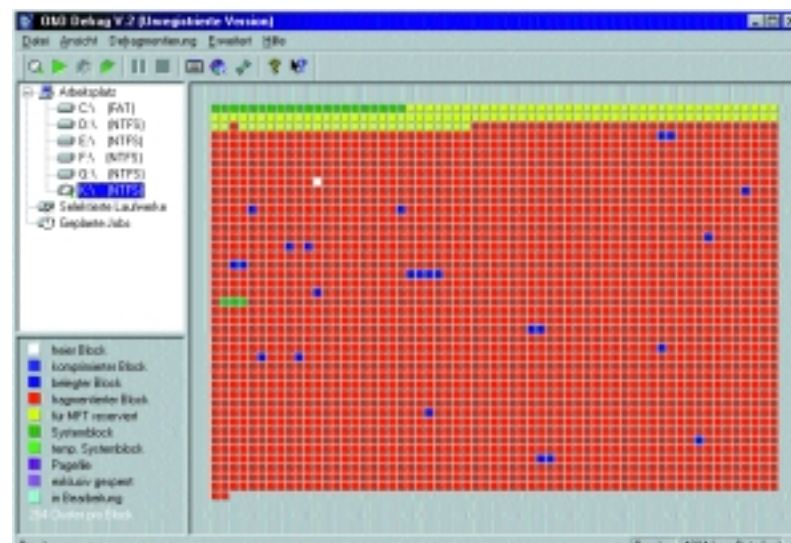 O&O Defrag V.2 (Unregistrierte Version)
Datei Ansicht Defragmentierung Erweitert Hilfe
Arbeitsplatz
C:\ (FAT)
D:\ (NTFS)
E:\ (NTFS)
F:\ (NTFS)
G:\ (NTFS)
(NTFS)
Selektierte Laufwerke
Geplante Jobs
freier Block
komprimierter Block
belegter Block
fragmentierter Block
für MFT reserviert
Systemblock
temp. Systemblock
Pagefile
exklusiv gesperrt
in Bearbeitung
Cluster pro Block